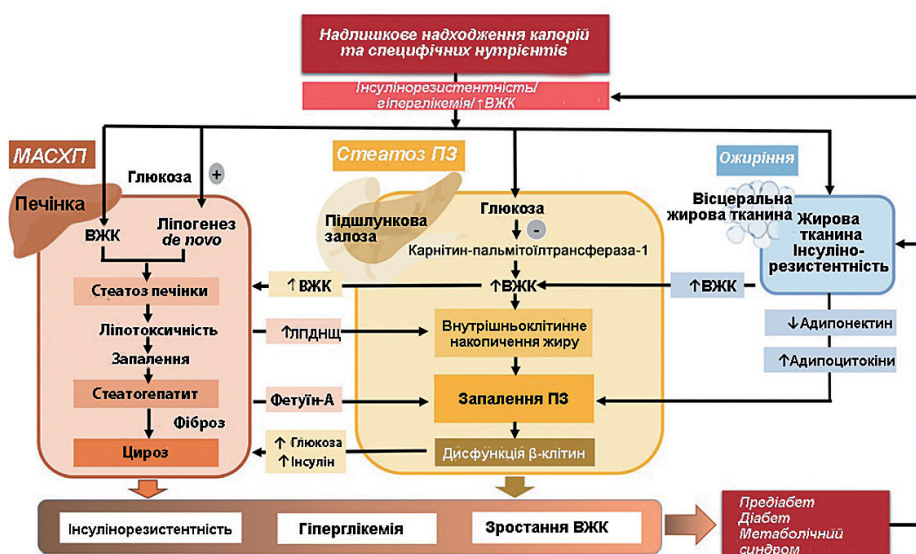 Надлишкове надходження калорій
та специфічних нутрієнтів
Інсулінорезистентність/
гіперглікемія/↑ВЖК
МАСХП
Печінка
Глюкоза
+
ВЖК
Ліпогенез
de novo
Стеатоз печінки
Ліпотоксичність
Запалення
Стеатогепатит
Фіброз
Цироз
↑ВЖК
↑ЛПДНЩ
Фетуїн-А
↑ Глюкоза
↑ Інсулін
Стеатоз ПЗ
Підшлункова
залоза
Глюкоза
-
Карнітин-пальмітоїлтрансфераза-1
↑ВЖК
Внутрішньоклітинне
накопичення жиру
Запалення ПЗ
Дисфункція β-клітин
Ожиріння
Вісцеральна
жирова тканина
Жирова
тканина
Інсуліно-
резистентність
↑ВЖК
↓Адипонектин
↑Адипоцитокіни
Інсулінорезистентність
Гіперглікемія
Зростання ВЖК
Предіабет
Діабет
Метаболічний
синдром